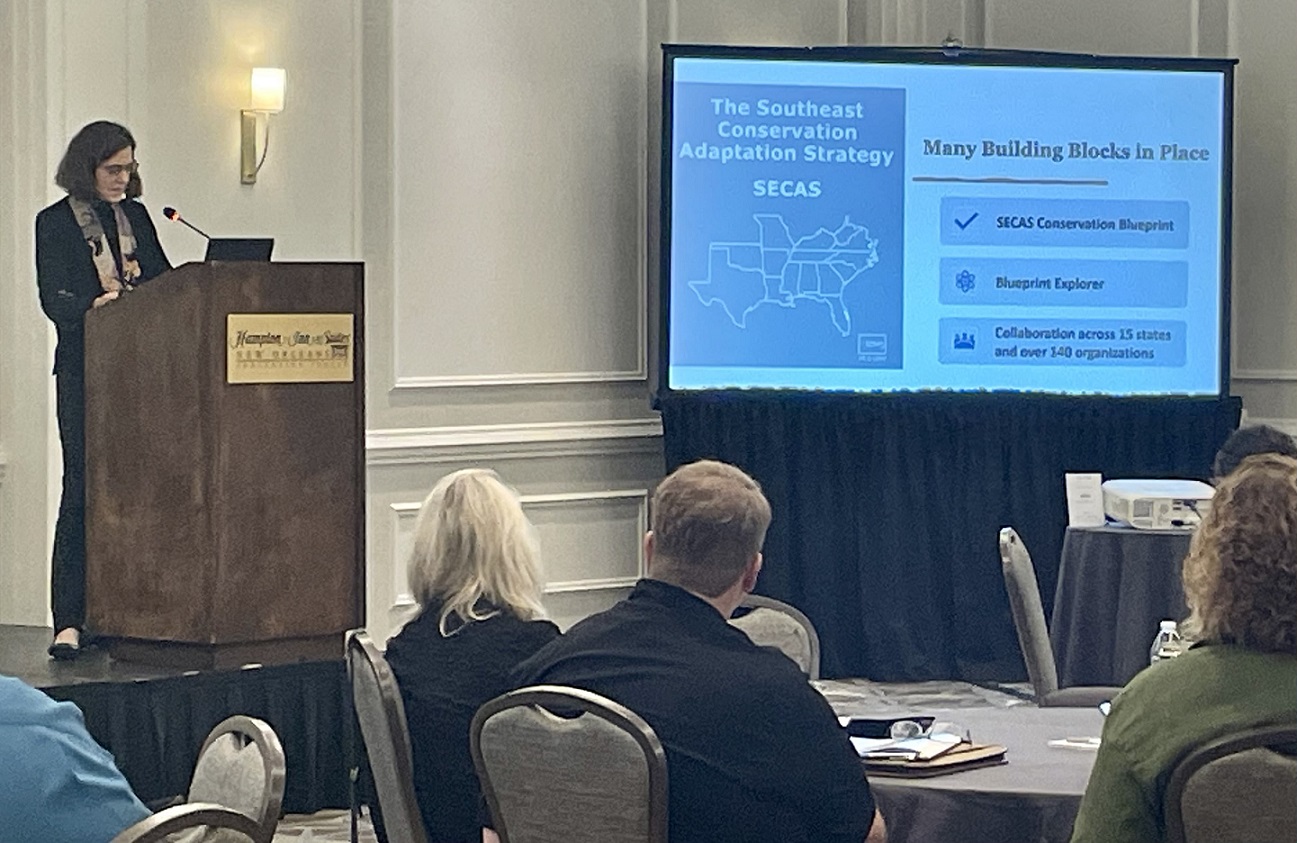 Hampton Inn and Suites
NEW ORLEANS
The Southeast
Conservation
Adaptation Strategy
SECAS
Many Building Blocks in Place
SECAS Conservation Blueprint
Blueprint Explorer
Collaboration across 15 states
and over 140 organizations